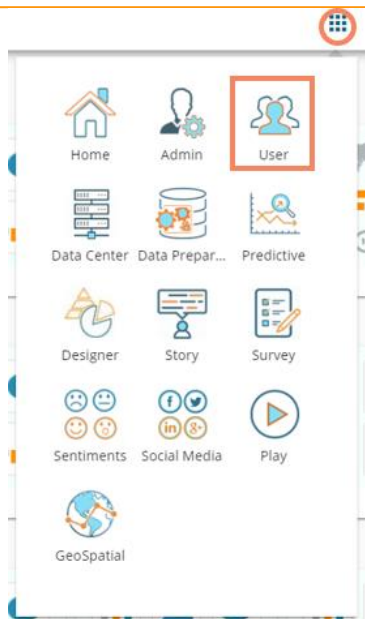 Home Admin User
Data Center Data Prepar... Predictive
Designer Story Survey
Sentiments Social Media Play
GeoSpatial